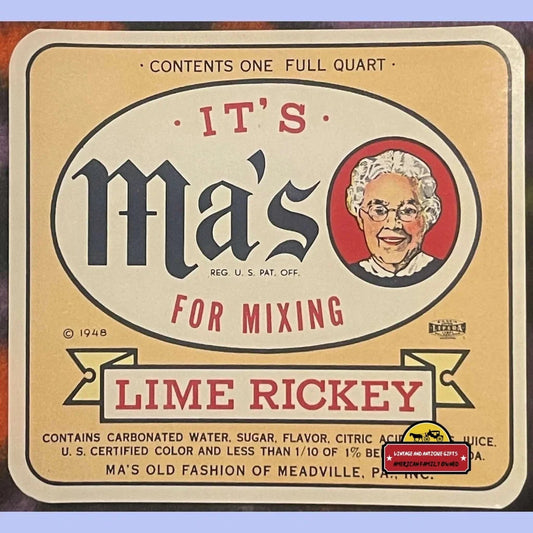 · CONTENTS ONE FULL QUART ·
· IT'S ·
Ma's
REG. U. S. PAT. OFF.
FOR MIXING
© 1948
LIME RICKEY
CONTAINS CARBONATED WATER, SUGAR, FLAVOR, CITRIC JUICE,
U. S. CERTIFIED COLOR AND LESS THAN 1/10 OF 1%
MA'S OLD FASHION OF MEADVILLE, PA., INC.
VINTAGE AND ANTIQUE GIFTS
AMERICAN FAMILY OWNED